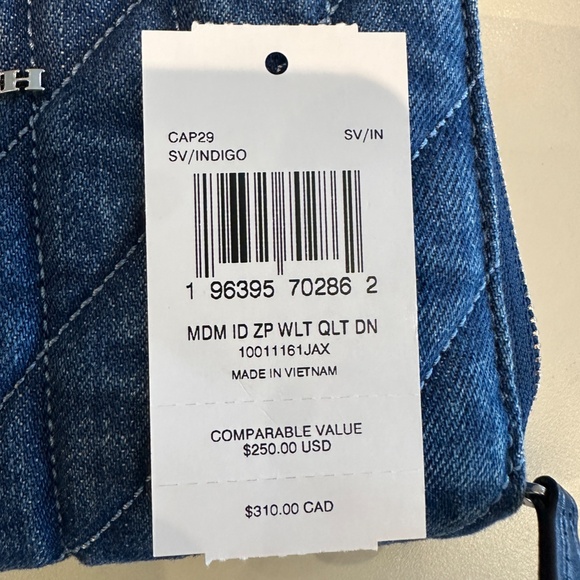 H
CAP29 SV/IN
SV/INDIGO
1 96395 70286 2
MDM ID ZP WLT QLT DN
10011161JAX
MADE IN VIETNAM
COMPARABLE VALUE
$250.00 USD
$310.00 CAD